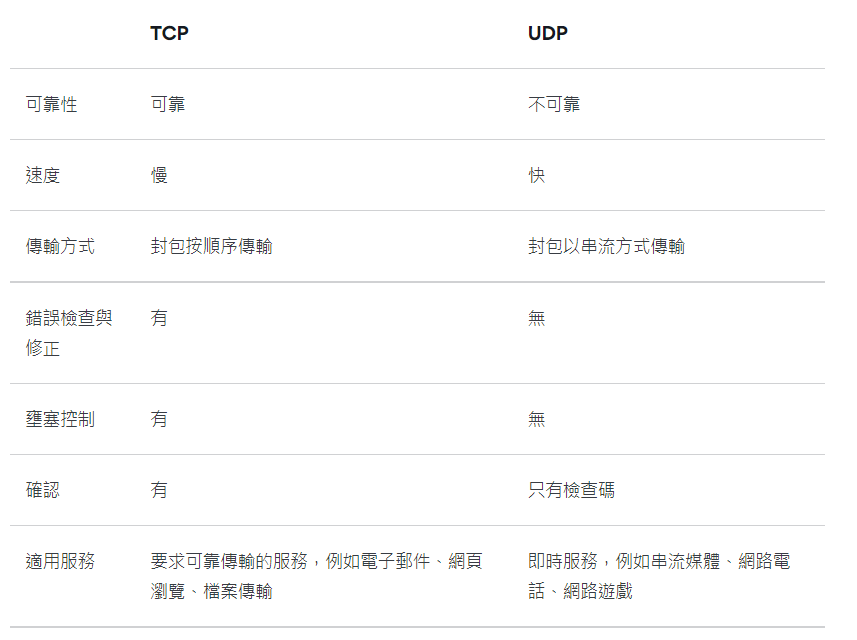 TCP UDP
可靠性 可靠 不可靠
速度 慢 快
傳輸方式 封包按順序傳輸 封包以串流方式傳輸
錯誤檢查與 有 無
修正
壅塞控制 有 無
確認 有 只有檢查碼
適用服務 要求可靠傳輸的服務，例如電子郵件、網頁 即時服務，例如串流媒體、網路電
瀏覽、檔案傳輸 話、網路遊戲